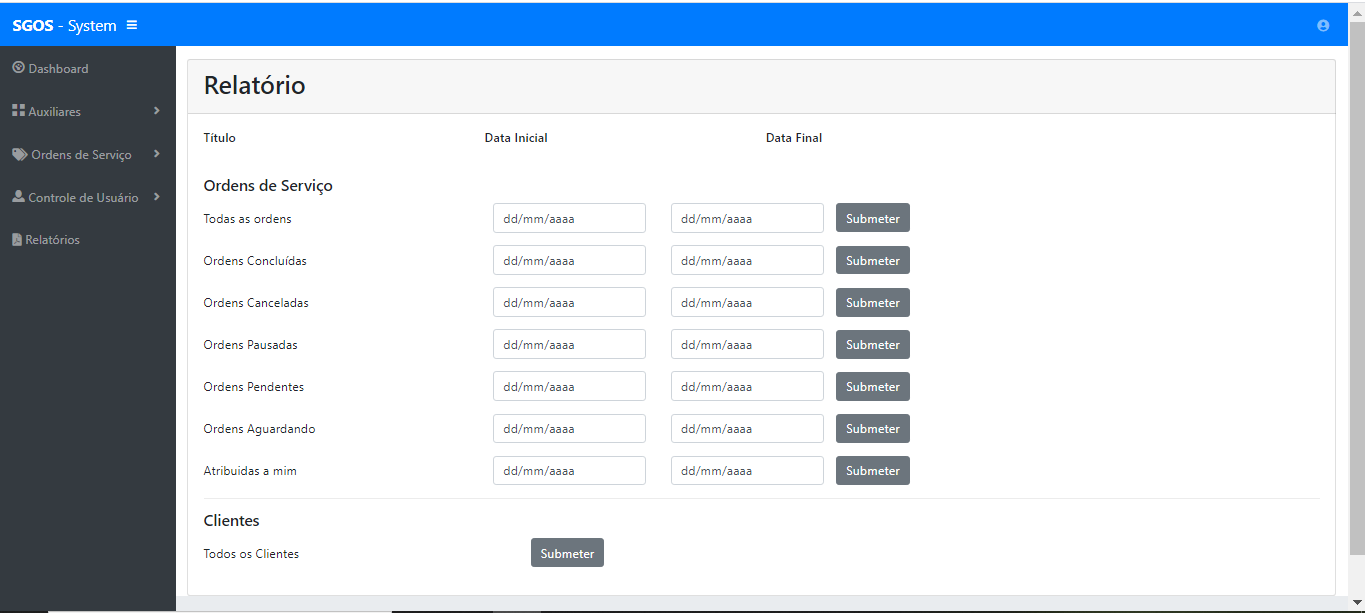 SGOS - System
Dashboard
Auxiliares
Ordens de Serviço
Controle de Usuário
Relatórios
Relatório
Título Data Inicial Data Final
Ordens de Serviço
Todas as ordens dd/mm/aaaa dd/mm/aaaa Submeter
Ordens Concluídas dd/mm/aaaa dd/mm/aaaa Submeter
Ordens Canceladas dd/mm/aaaa dd/mm/aaaa Submeter
Ordens Pausadas dd/mm/aaaa dd/mm/aaaa Submeter
Ordens Pendentes dd/mm/aaaa dd/mm/aaaa Submeter
Ordens Aguardando dd/mm/aaaa dd/mm/aaaa Submeter
Atribuidas a mim dd/mm/aaaa dd/mm/aaaa Submeter
Clientes
Todos os Clientes Submeter